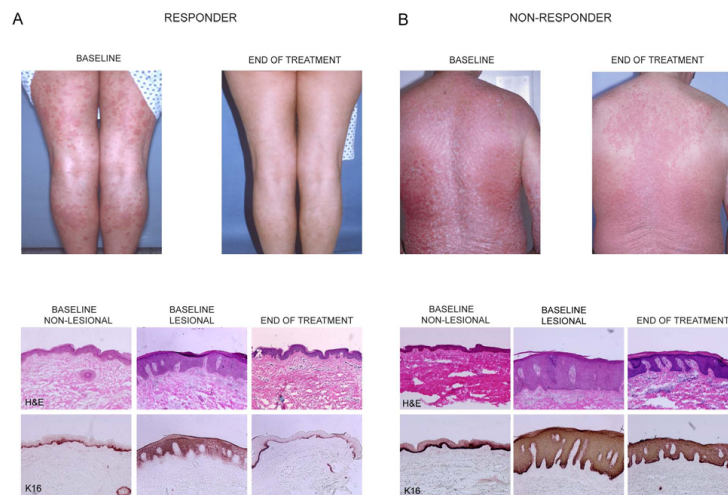 A
RESPONDER
BASELINE
END OF TREATMENT
BASELINE
NON-LESIONAL
BASELINE
LESIONAL
END OF TREATMENT
H&E
K16
B
NON-RESPONDER
BASELINE
END OF TREATMENT
BASELINE
NON-LESIONAL
BASELINE
LESIONAL
END OF TREATMENT
H&E
K16